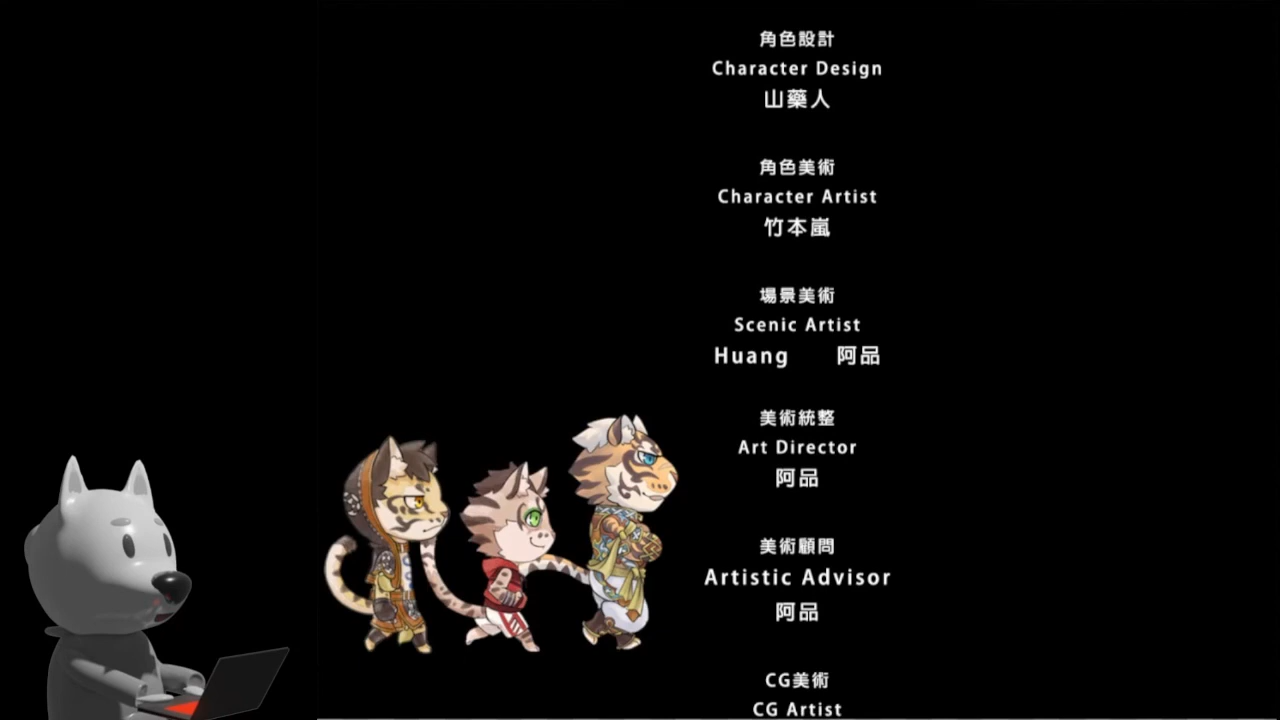 角色設計
Character Design
山藥人
角色美術
Character Artist
竹本嵐
場景美術
Scenic Artist
Huang 阿品
美術統整
Art Director
阿品
美術顧問
Artistic Advisor
阿品
CG美術
CG Artist